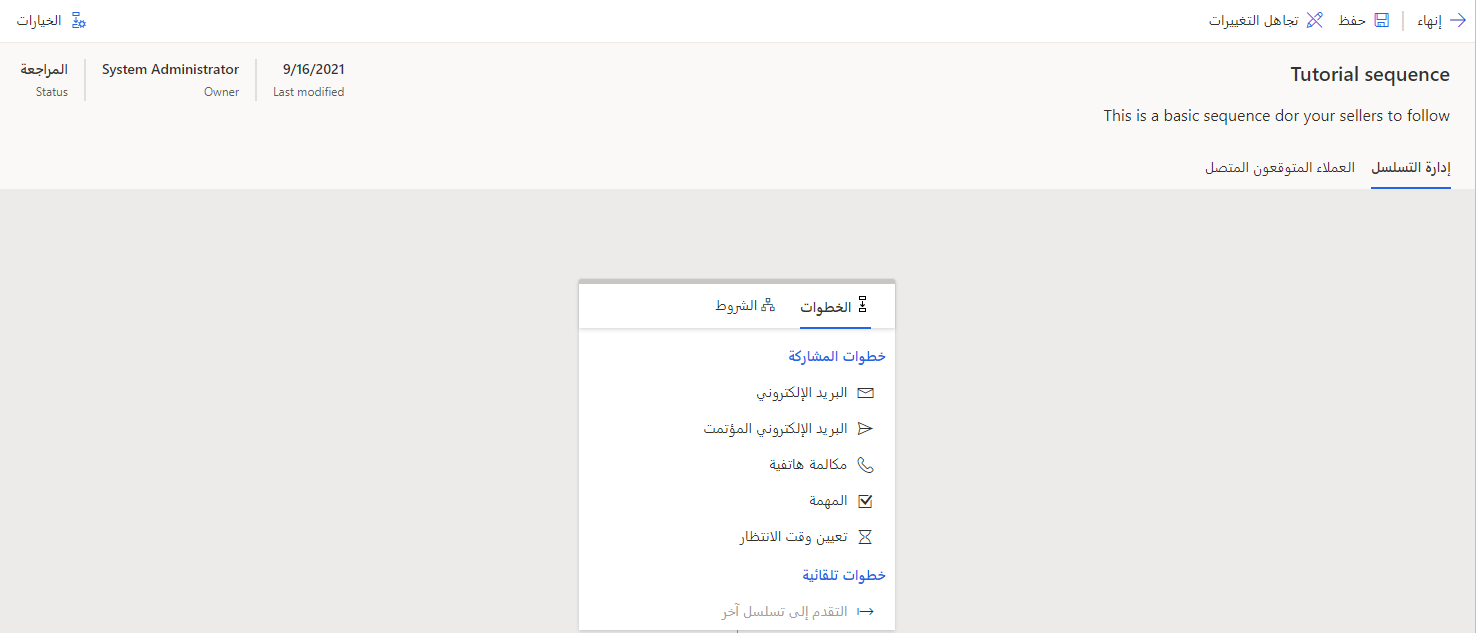 إنهاء
حفظ
تجاهل التغييرات
الخيارات
Tutorial sequence
This is a basic sequence dor your sellers to follow
9/16/2021
Last modified
System Administrator
Owner
المراجعة
Status
إدارة التسلسل
العملاء المتوقعون المتصل
الخطوات
الشروط
خطوات المشاركة
البريد الإلكتروني
البريد الإلكتروني المؤتمت
مكالمة هاتفية
المهمة
تعيين وقت الانتظار
خطوات تلقائية
التقدم إلى تسلسل آخر